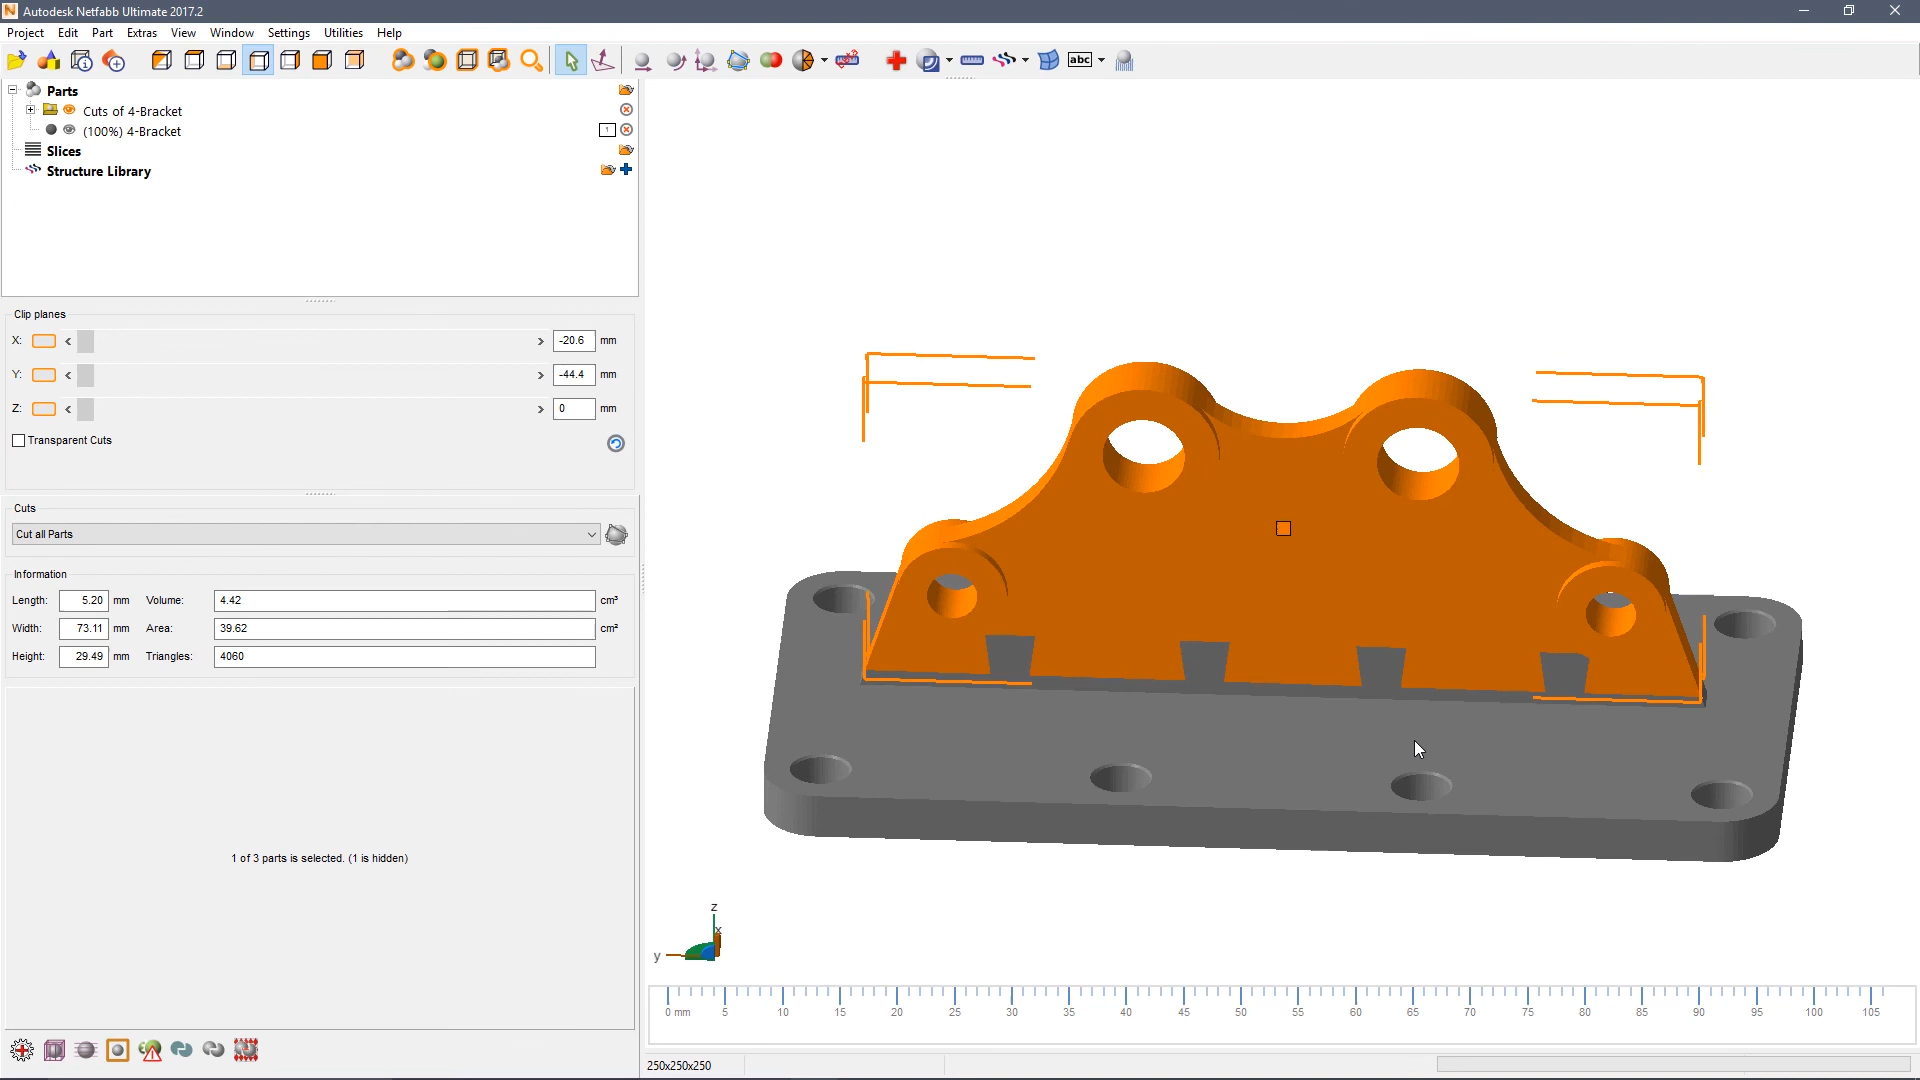 Autodesk Netfabb Ultimate 2017.2
Project Edit Part Extras View Window Settings Utilities Help
abc
Parts
Cuts of 4-Bracket
(100%) 4-Bracket
1
Slices
Structure Library
Clip planes
X: < > -20.6 mm
Y: < > -44.4 mm
Z: < > 0 mm
Transparent Cuts
Cuts
Cut all Parts
Information
Length: 5.20 mm Volume: 4.42 cm³
Width: 73.11 mm Area: 39.62 cm²
Height: 29.49 mm Triangles: 4060
1 of 3 parts is selected. (1 is hidden)
z
x
y
0 mm 5 10 15 20 25 30 35 40 45 50 55 60 65 70 75 80 85 90 95 100 105
250x250x250